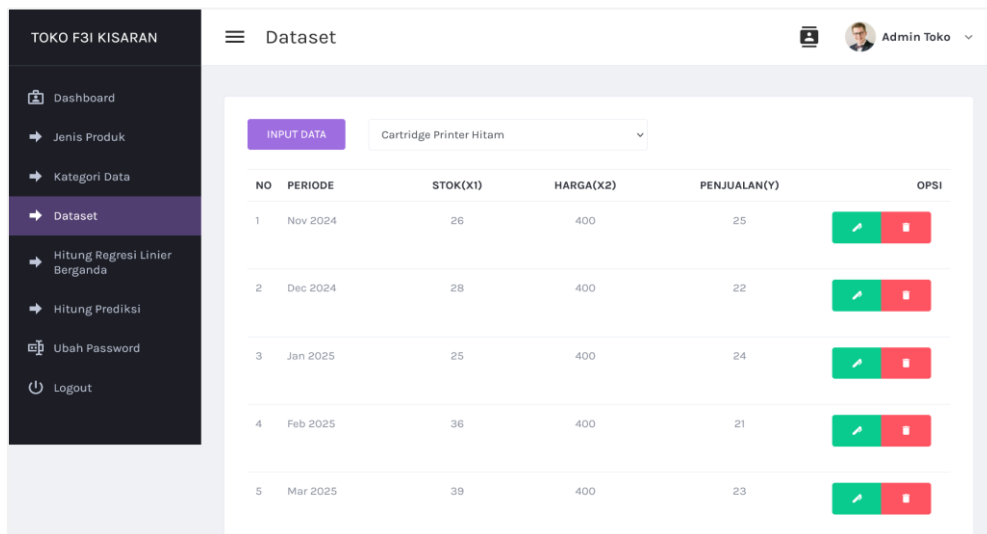 TOKO F3I KISARAN
Dataset
Admin Toko
Dashboard
Jenis Produk
Kategori Data
Dataset
Hitung Regresi Linier
Berganda
Hitung Prediksi
Ubah Password
Logout
INPUT DATA
Cartridge Printer Hitam
NO PERIODE STOK(X1) HARGA(X2) PENJUALAN(Y) OPSI
1 Nov 2024 26 400 25
2 Dec 2024 28 400 22
3 Jan 2025 25 400 24
4 Feb 2025 36 400 21
5 Mar 2025 39 400 23